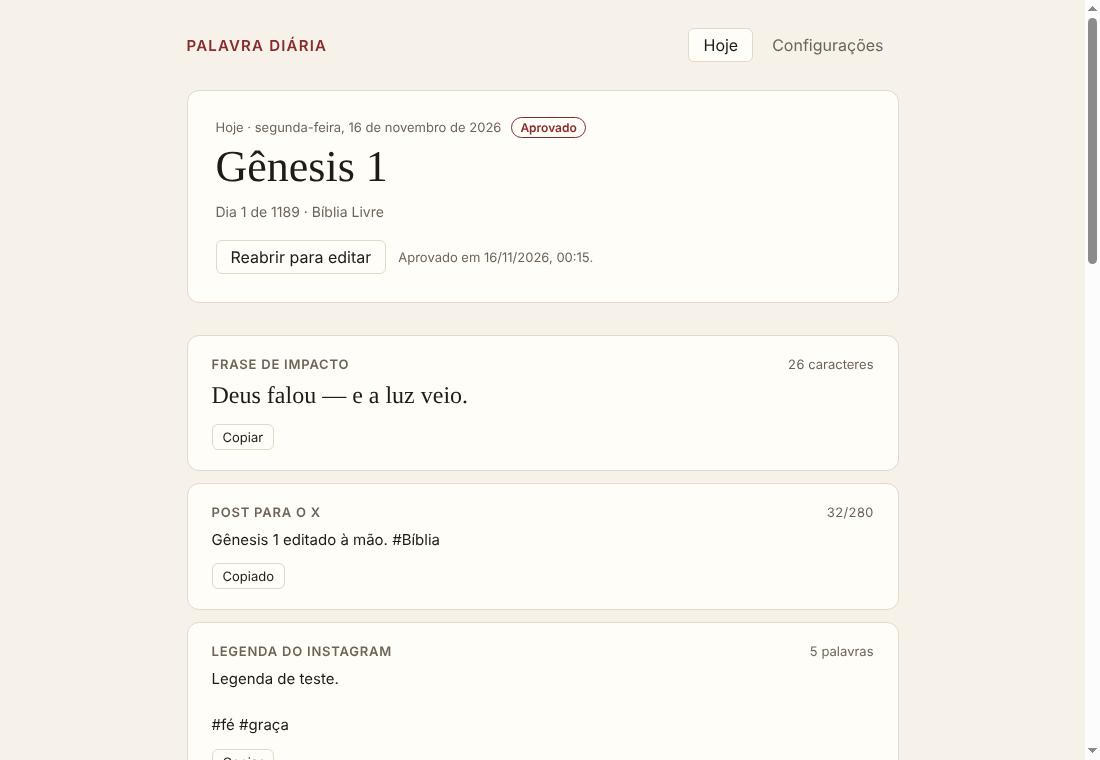 PALAVRA DIÁRIA
Hoje
Configurações
Hoje · segunda-feira, 16 de novembro de 2026 Aprovado
Gênesis 1
Dia 1 de 1189 · Bíblia Livre
Reabrir para editar
Aprovado em 16/11/2026, 00:15.
FRASE DE IMPACTO
26 caracteres
Deus falou — e a luz veio.
Copiar
POST PARA O X
32/280
Gênesis 1 editado à mão. #Bíblia
Copiado
LEGENDA DO INSTAGRAM
5 palavras
Legenda de teste.
#fé #graça